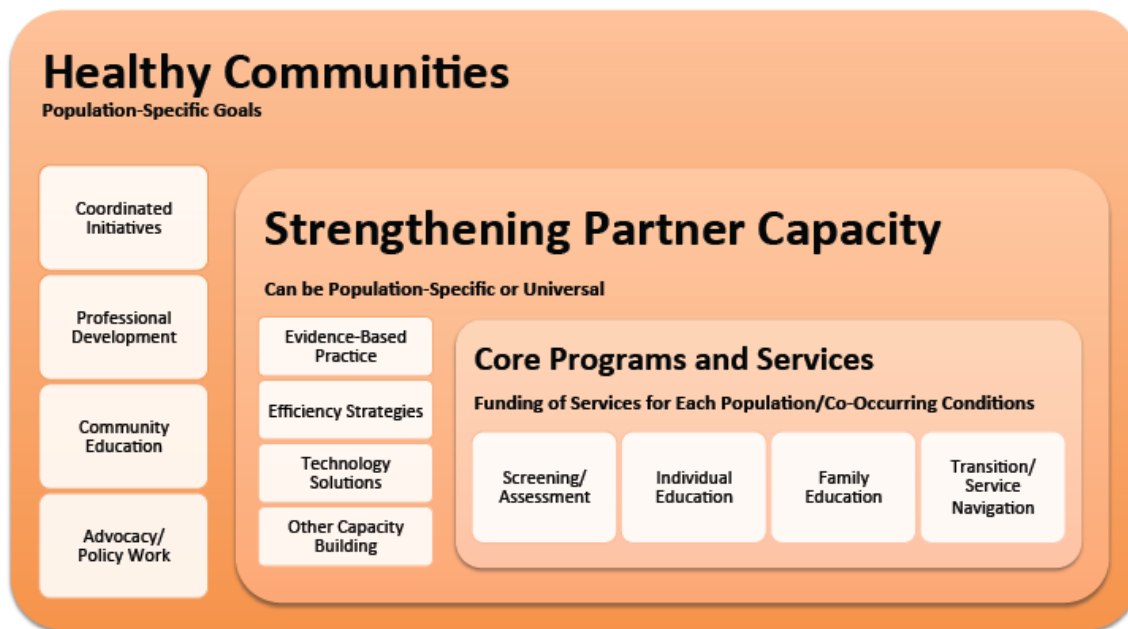 Healthy Communities
Population-Specific Goals
Coordinated
Initiatives
Professional
Development
Community
Education
Advocacy/
Policy Work
Strengthening Partner Capacity
Can be Population-Specific or Universal
Evidence-Based
Practice
Efficiency Strategies
Technology
Solutions
Other Capacity
Building
Core Programs and Services
Funding of Services for Each Population/Co-Occurring Conditions
Screening/
Assessment
Individual
Education
Family
Education
Transition/
Service
Navigation